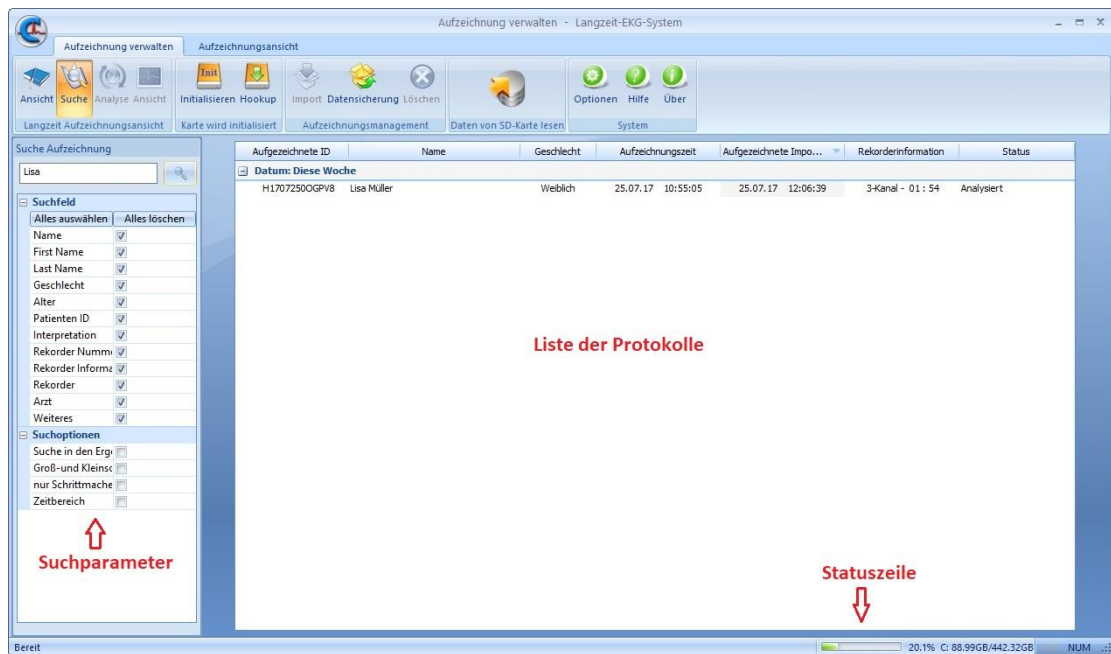 Aufzeichnung verwalten - Langzeit-EKG-System
Aufzeichnung verwalten Aufzeichnungsansicht
Ansicht Suche Analyse Ansicht Initialisieren Hookup Import Datensicherung Löschen Optionen Hilfe Über
Init
Langzeit Aufzeichnungsansicht Karte wird initialisiert Aufzeichnungsmanagement Daten von SD-Karte lesen System
Suche Aufzeichnung
Lisa
Suchfeld
Alles auswählen Alles löschen
Name
First Name
Last Name
Geschlecht
Alter
Patienten ID
Interpretation
Rekorder Numm
Rekorder Informa
Rekorder
Arzt
Weiteres
Suchoptionen
Suche in den Erg
Groß-und Kleinsc
nur Schrittmache
Zeitbereich
Suchparameter
Aufgezeichnete ID Name Geschlecht Aufzeichnungszeit Aufgezeichnete Impo... Rekorderinformation Status
Datum: Diese Woche
H1707250OGPV8 Lisa Müller Weiblich 25.07.17 10:55:05 25.07.17 12:06:39 3-Kanal - 01 : 54 Analysiert
Liste der Protokolle
Statuszeile
Bereit 20.1% C: 88.99GB/442.32GB NUM